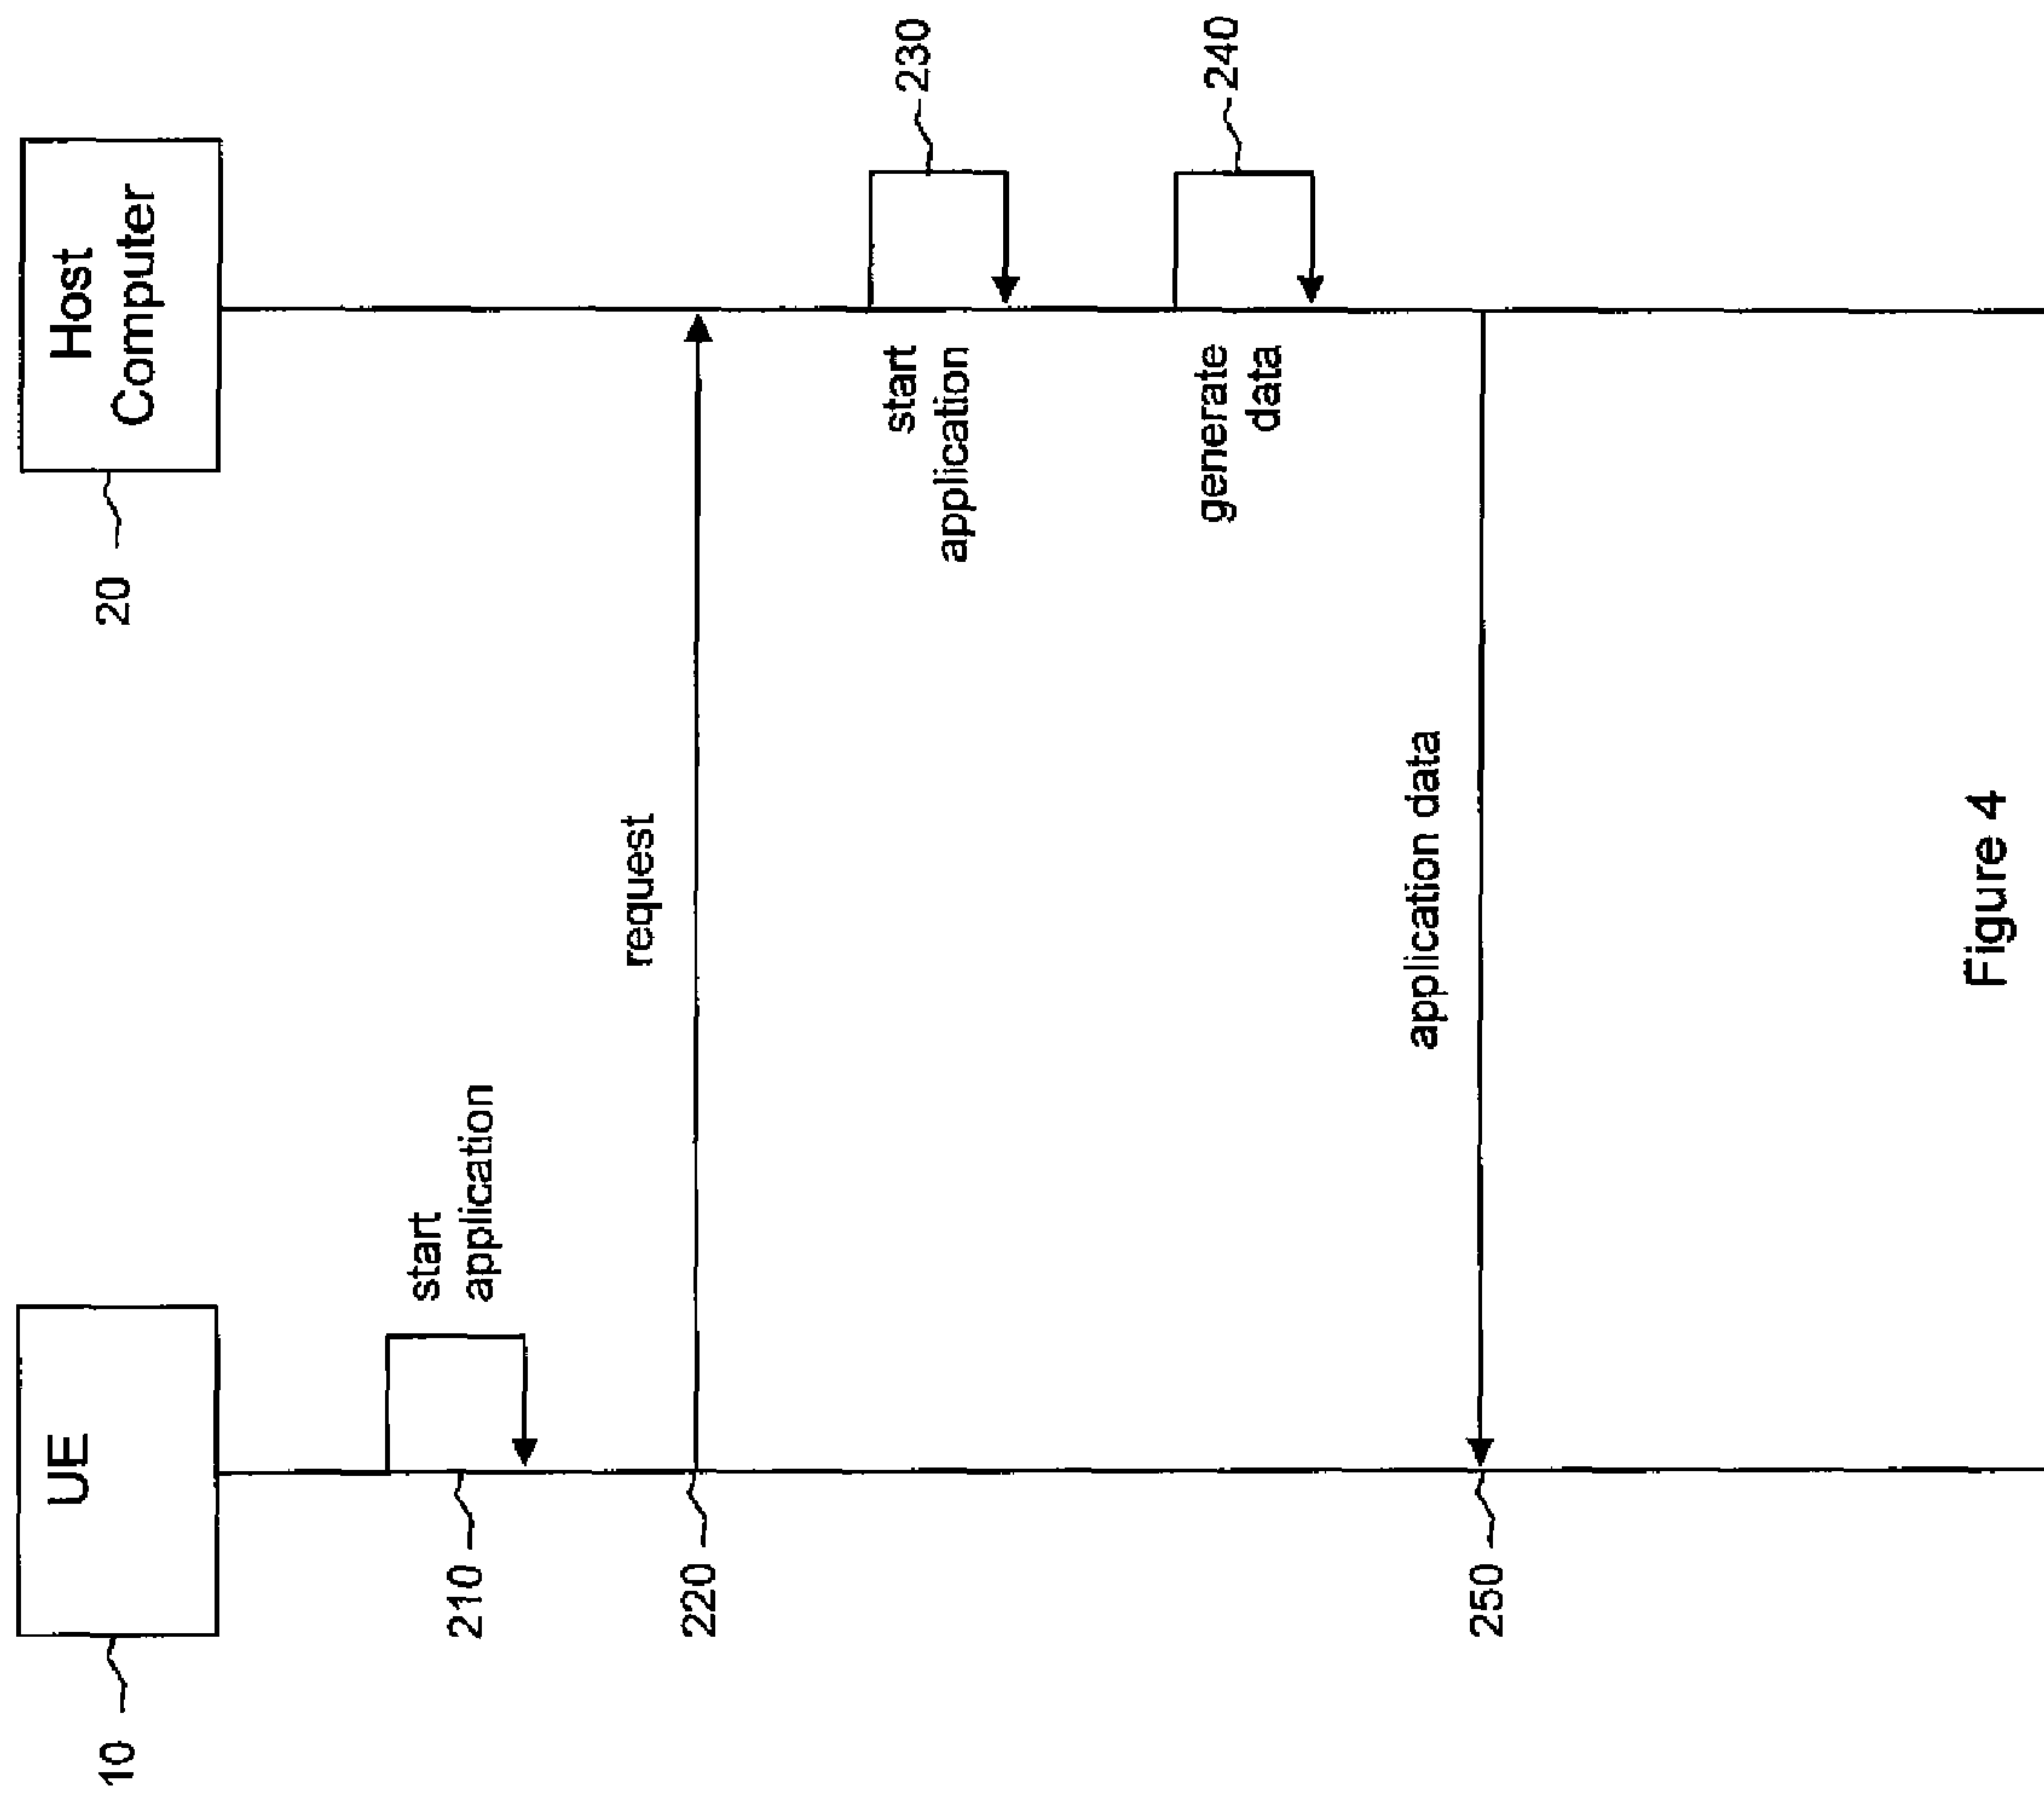 UE
10
Host
Computer
20
start
application
210
request
220
start
application
230
generate
data
240
application data
250
Figure 4